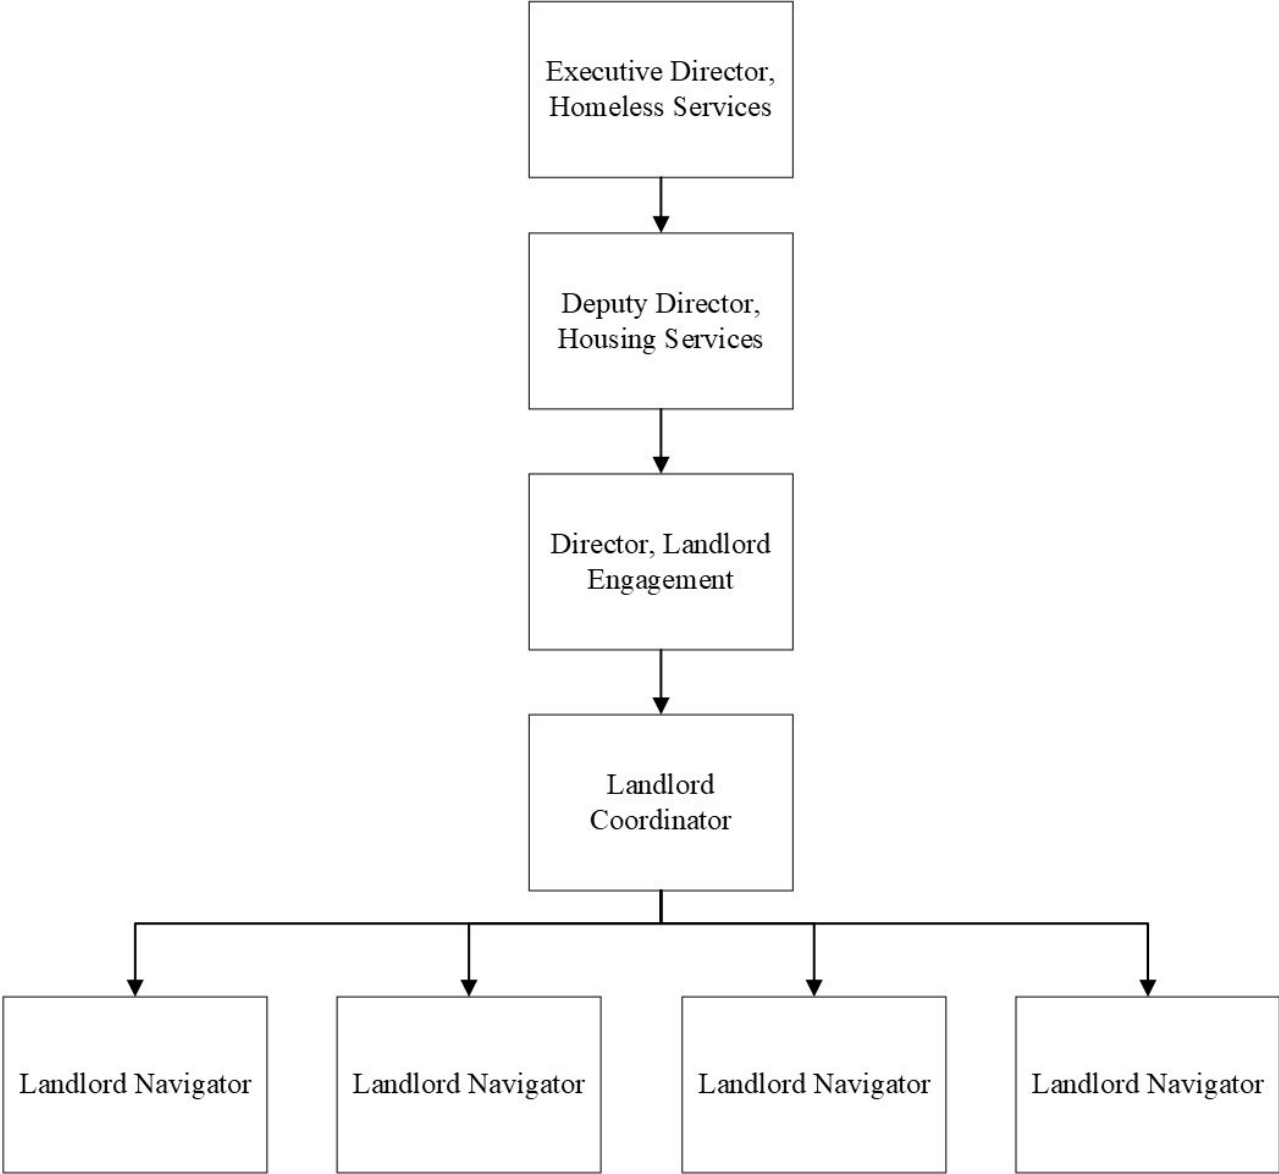 Executive Director,
Homeless Services
Deputy Director,
Housing Services
Director, Landlord
Engagement
Landlord
Coordinator
Landlord Navigator
Landlord Navigator
Landlord Navigator
Landlord Navigator